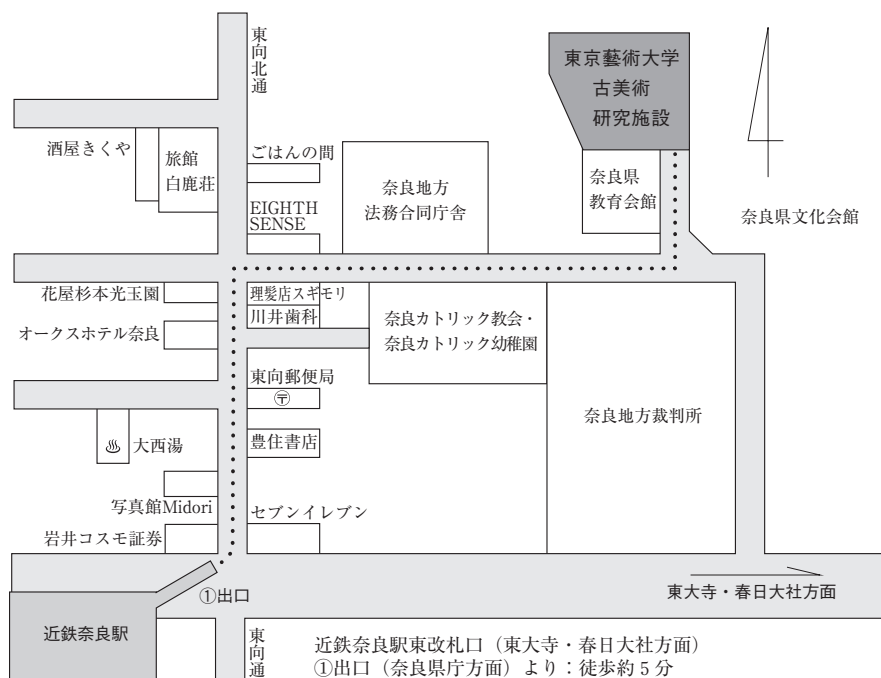 東向北通
東京藝術大学
古美術
研究施設
酒屋きくや
旅館
白鹿荘
ごはんの間
EIGHTH
SENSE
奈良地方
法務合同庁舎
奈良県
教育会館
奈良県文化会館
花屋杉本光玉園
理髪店スギモリ
川井歯科
オークスホテル奈良
奈良カトリック教会・
奈良カトリック幼稚園
東向郵便局
〒
大西湯
豊住書店
奈良地方裁判所
写真館Midori
セブンイレブン
岩井コスモ証券
①出口
東大寺・春日大社方面
近鉄奈良駅
東向通
近鉄奈良駅東改札口（東大寺・春日大社方面）
①出口（奈良県庁方面）より：徒歩約 5 分